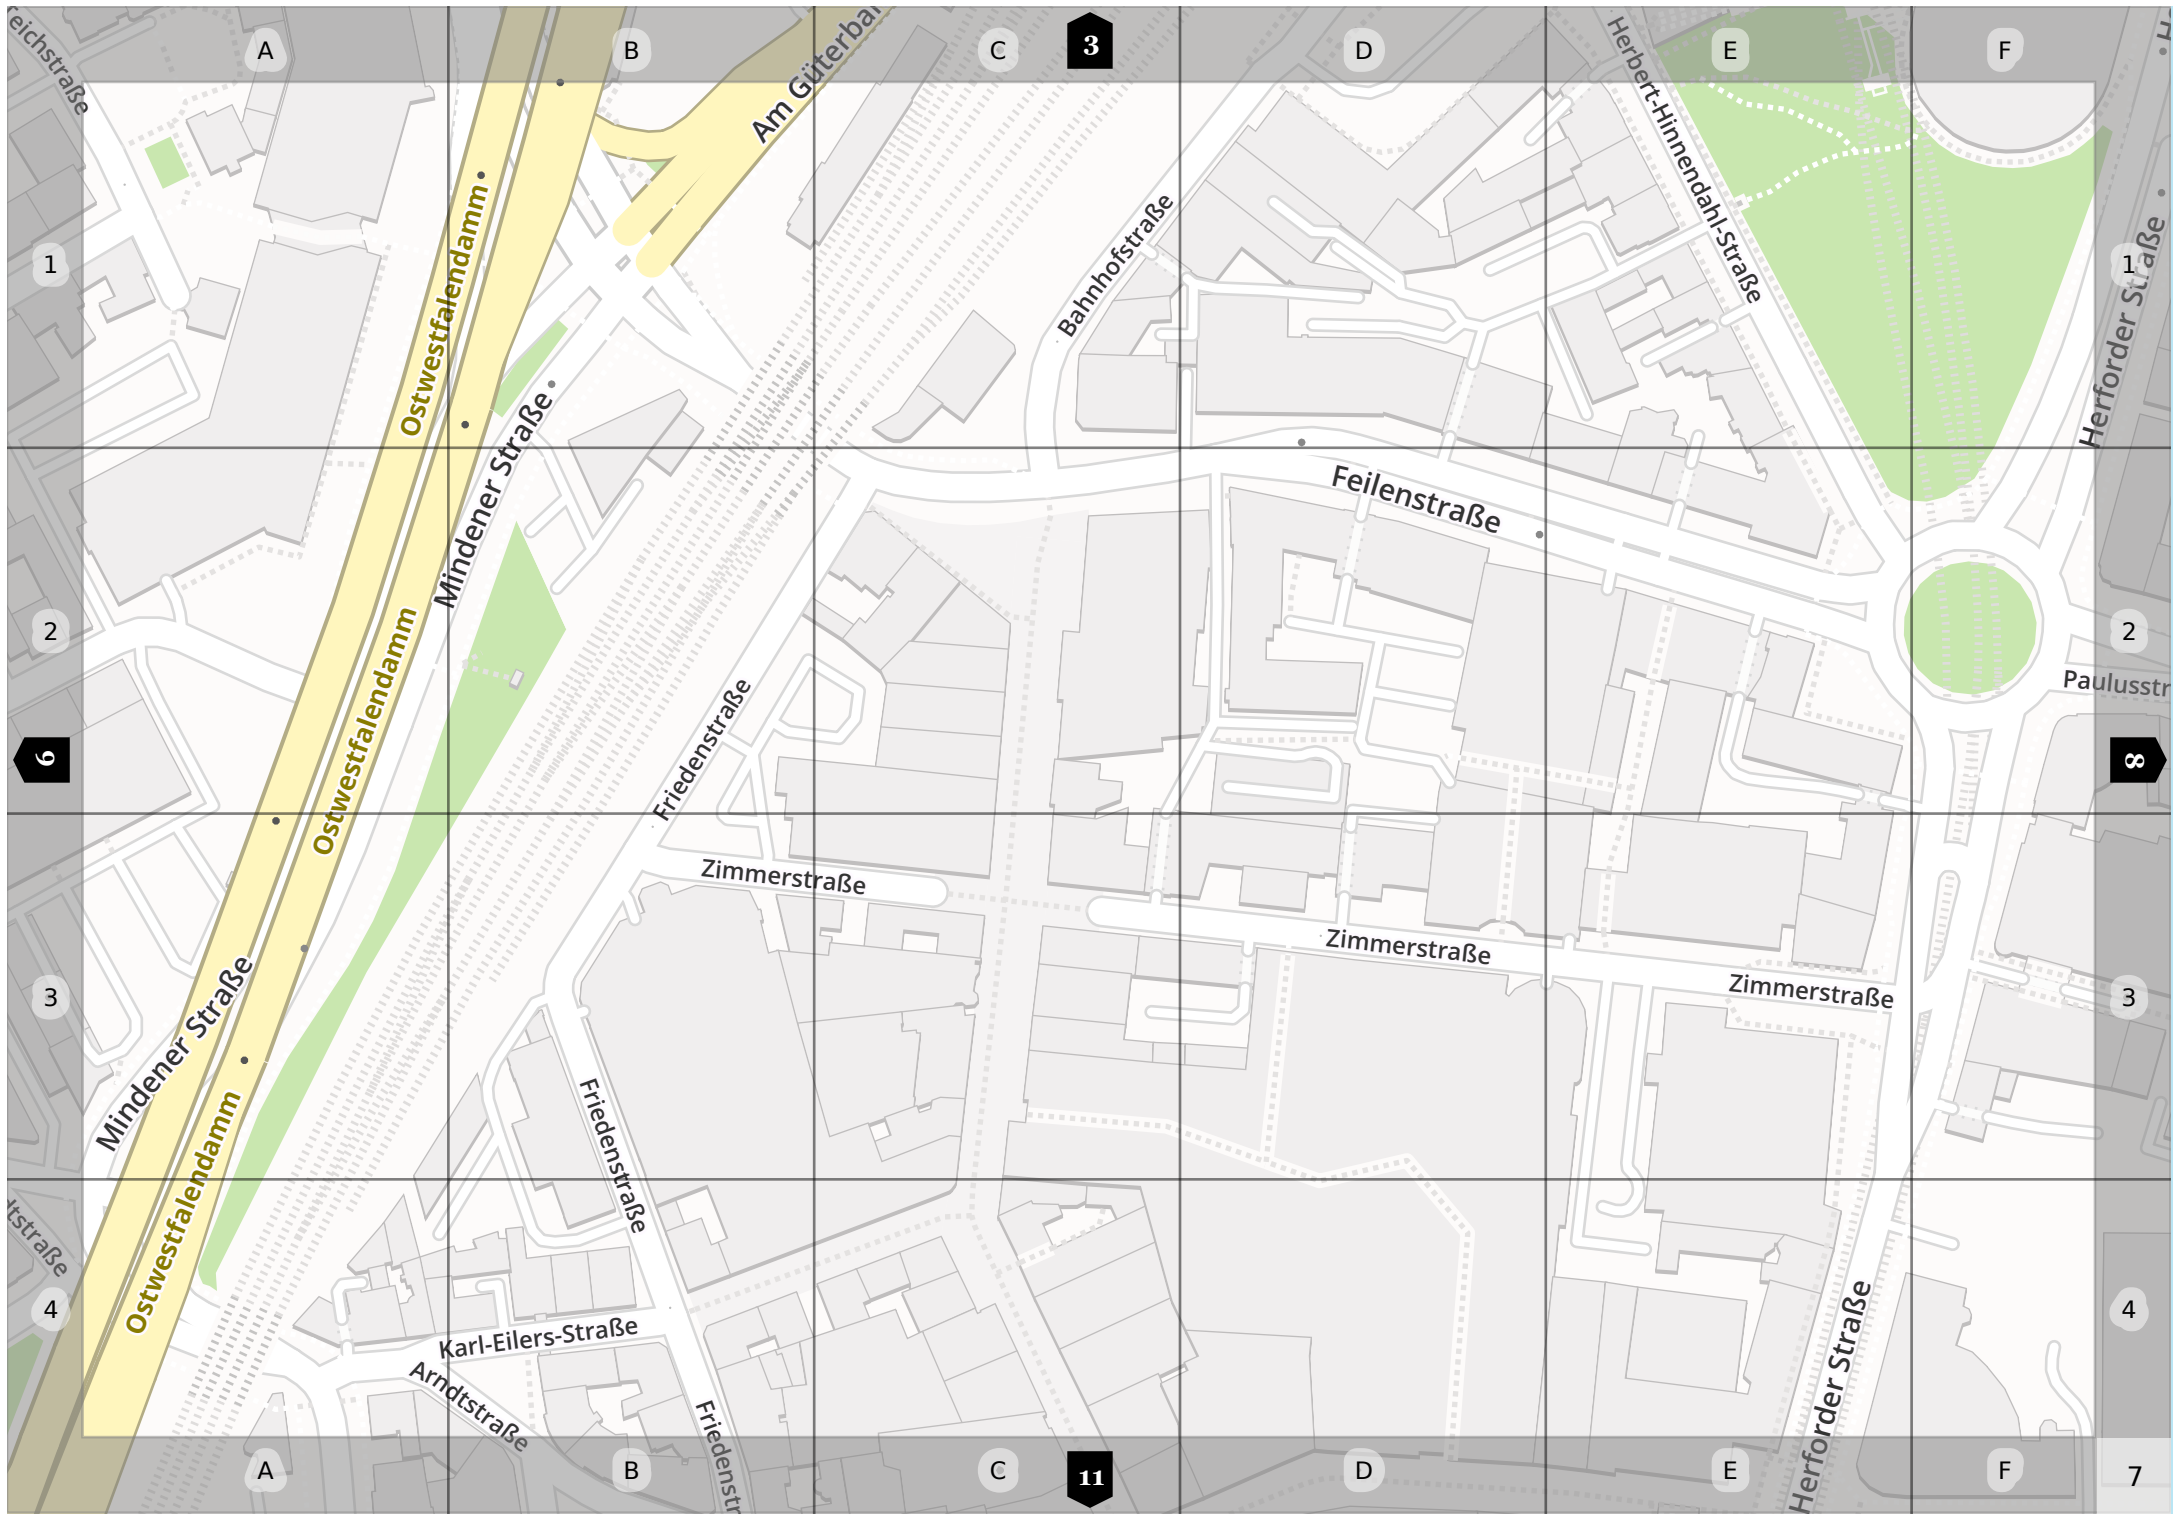 A
B
C
3
D
E
F
eichstraße
Am Güterba
Herbert-Hinnendahl-Straße
H
1
Ostwestfalendamm
Bahnhofstraße
1
Herforder Straße
Mindener Straße
Feilenstraße
2
Ostwestfalendamm
Friedenstraße
2
Paulusstr
9
8
Zimmerstraße
Zimmerstraße
Zimmerstraße
3
Mindener Straße
3
Friedenstraße
ltstraße
Ostwestfalendamm
4
Karl-Eilers-Straße
Arndtstraße
Friedenstr
Herforder Straße
4
A
B
C
11
D
E
F
7